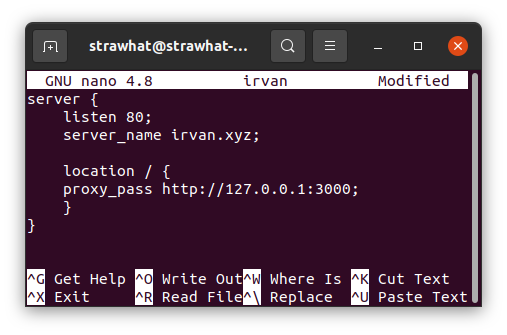 strawhat@strawhat-...
GNU nano 4.8 irvan Modified
server {
    listen 80;
    server_name irvan.xyz;

    location / {
    proxy_pass http://127.0.0.1:3000;
    }
}
^G Get Help ^O Write Out ^W Where Is ^K Cut Text
^X Exit ^R Read File ^\ Replace ^U Paste Text